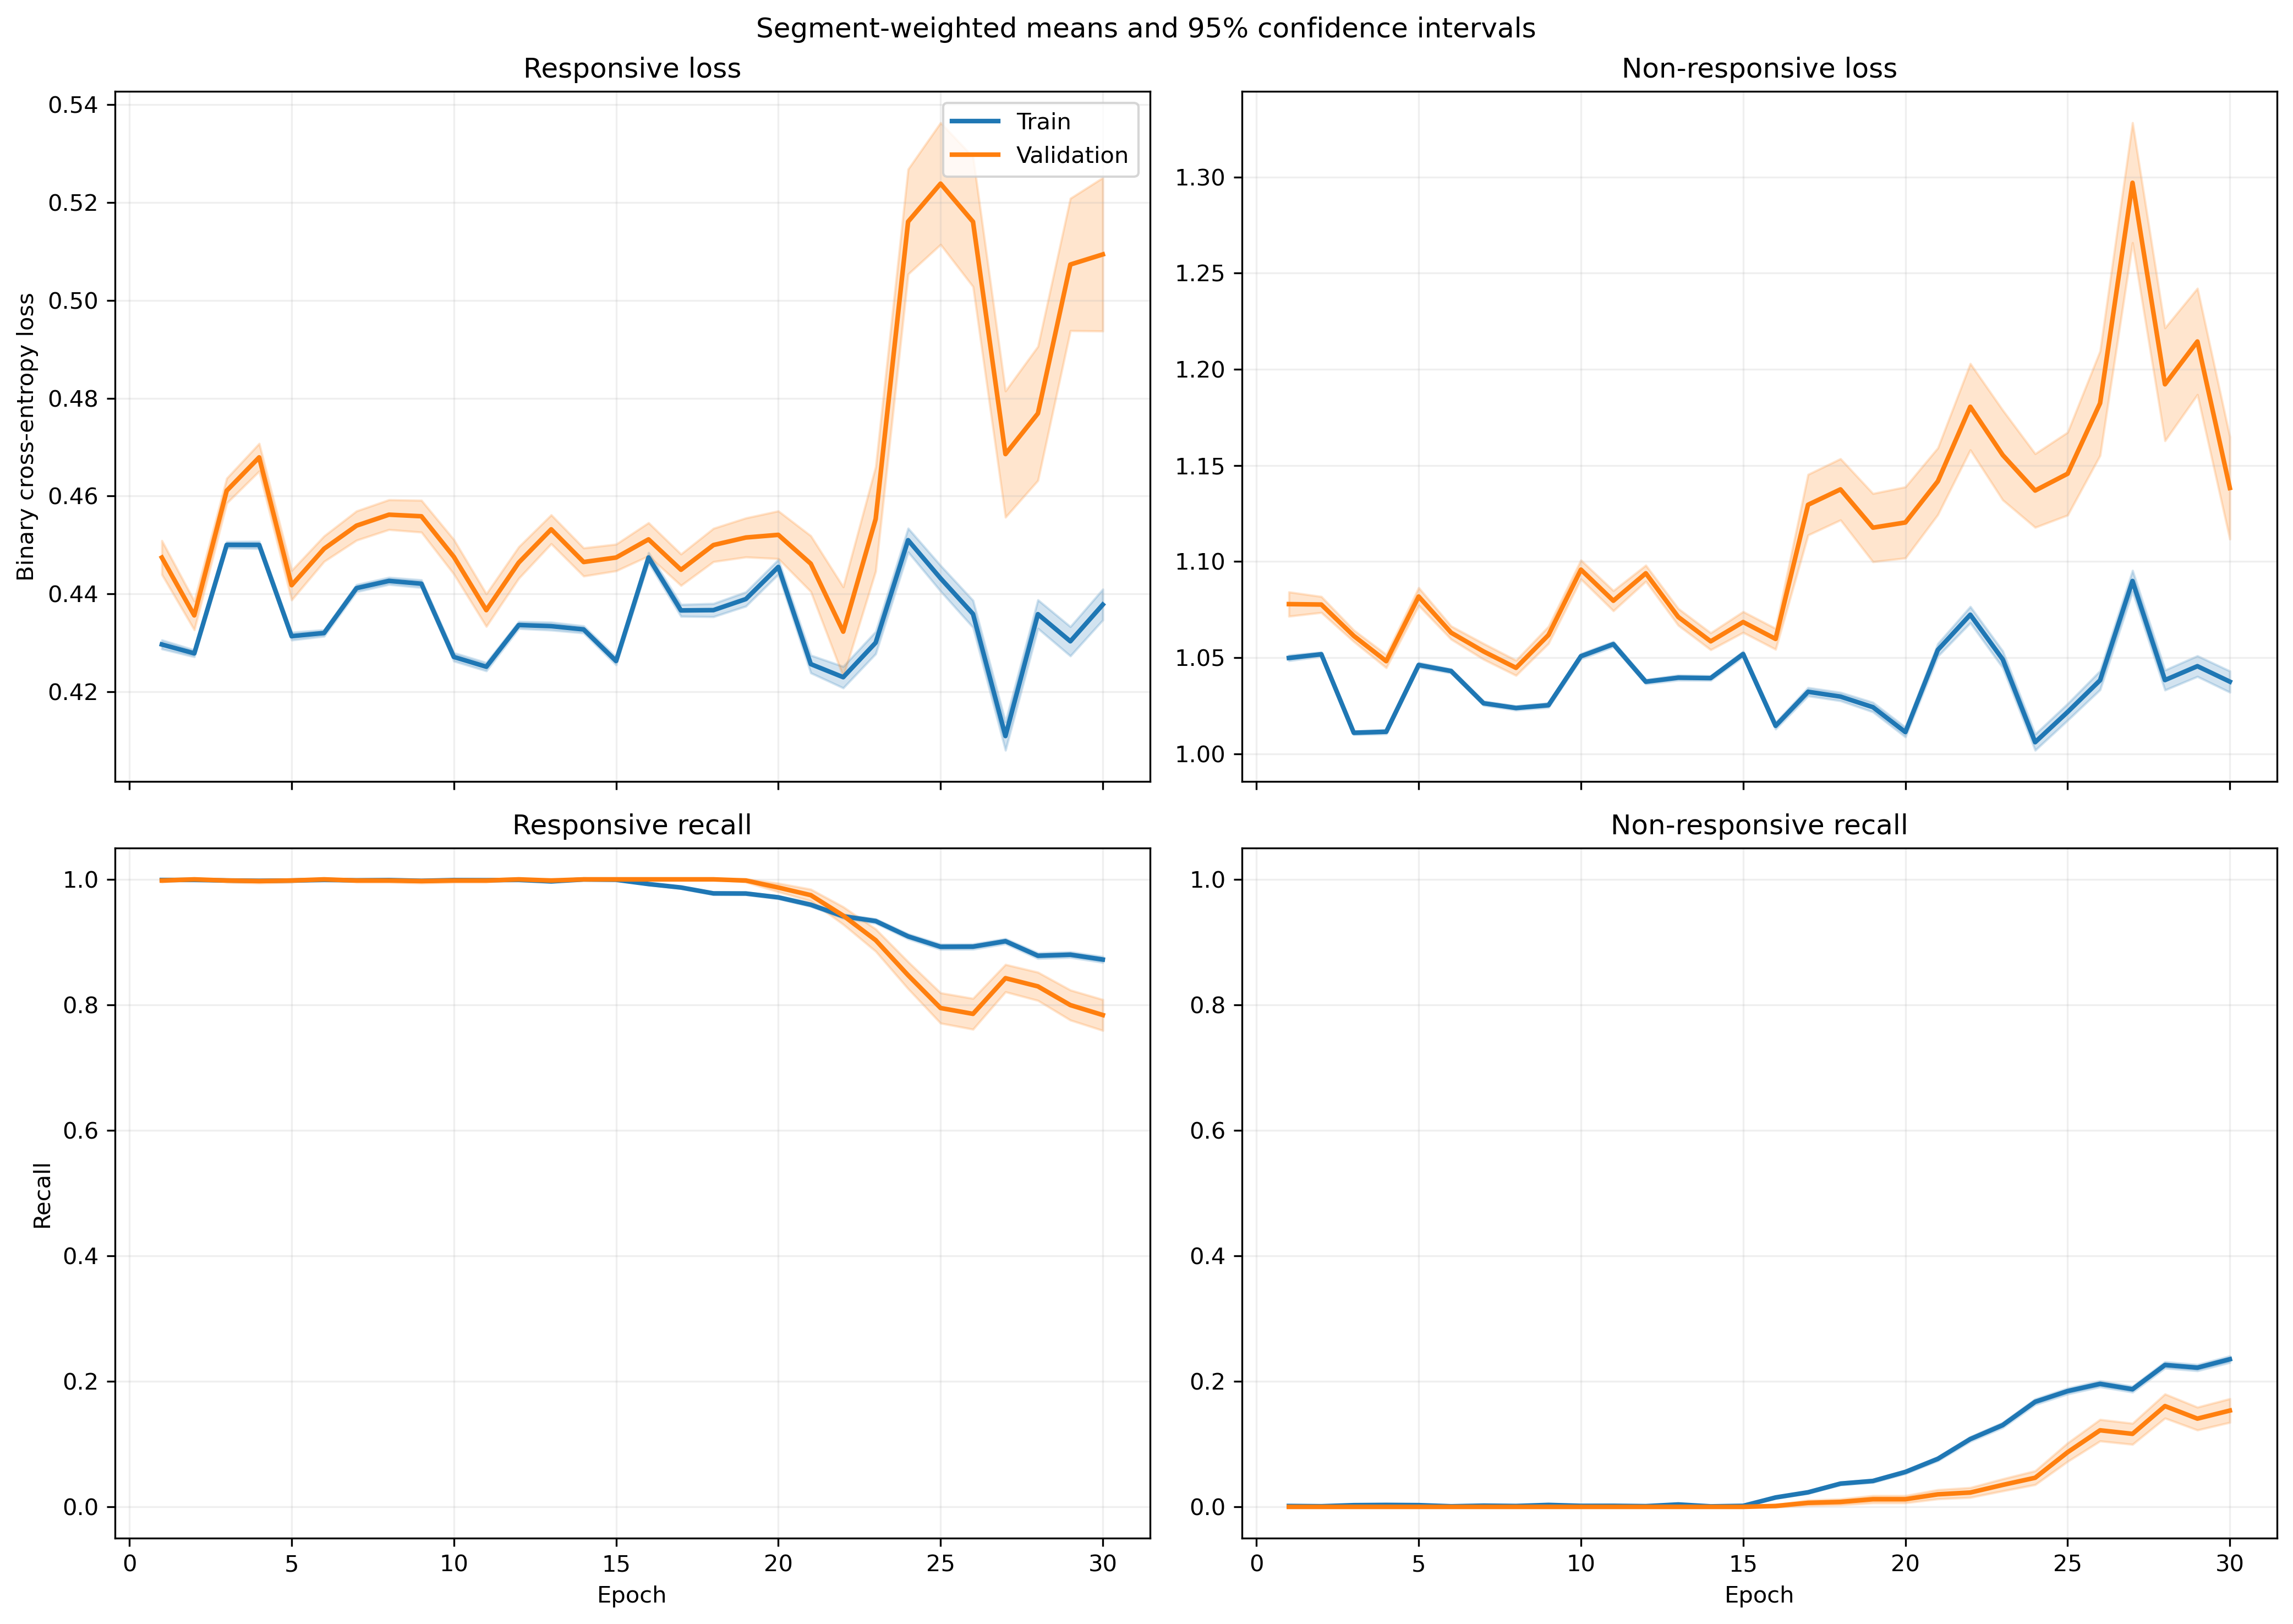 Segment-weighted means and 95% confidence intervals
Responsive loss
Non-responsive loss
Binary cross-entropy loss
0.54
0.52
0.50
0.48
0.46
0.44
0.42
Train
Validation
1.30
1.25
1.20
1.15
1.10
1.05
1.00
Responsive recall
Non-responsive recall
Recall
1.0
0.8
0.6
0.4
0.2
0.0
0 5 10 15 20 25 30
Epoch
1.0
0.8
0.6
0.4
0.2
0.0
0 5 10 15 20 25 30
Epoch